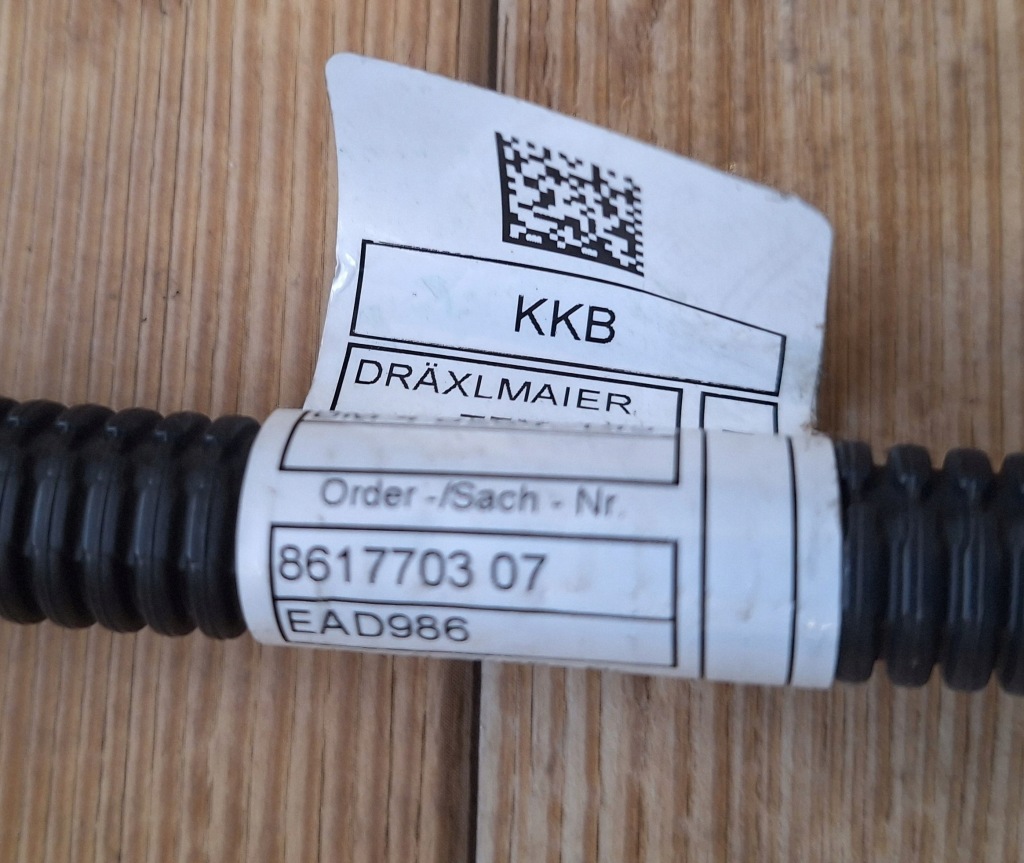 KKB
DRÄXLMAIER
Order -/Sach - Nr.
8617703 07
EAD986